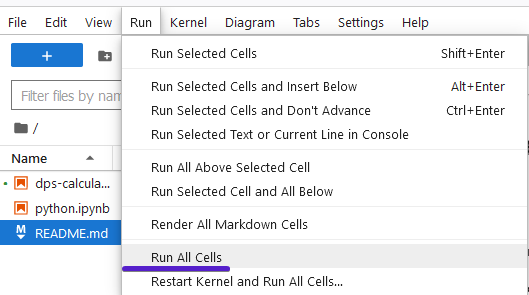 File Edit View Run Kernel Diagram Tabs Settings Help
+
Filter files by name
/
Name
dps-calcula...
python.ipynb
README.md
Run Selected Cells Shift+Enter
Run Selected Cells and Insert Below Alt+Enter
Run Selected Cells and Don't Advance Ctrl+Enter
Run Selected Text or Current Line in Console
Run All Above Selected Cell
Run Selected Cell and All Below
Render All Markdown Cells
Run All Cells
Restart Kernel and Run All Cells...